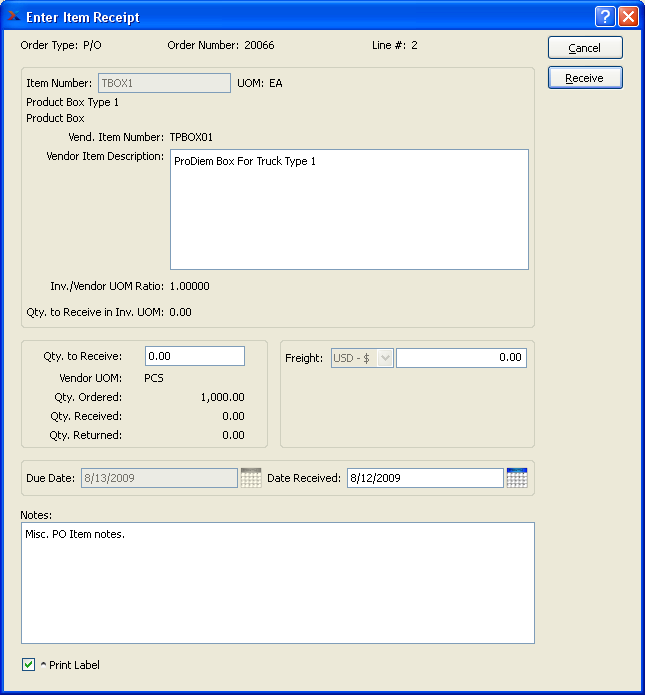 Enter Item Receipt
Order Type: P/O Order Number: 20066 Line #: 2
Cancel
Receive
Item Number: TBOX1 UOM: EA
Product Box Type 1
Product Box
Vend. Item Number: TPBOX01
Vendor Item Description: ProDiem Box For Truck Type 1
Inv./Vendor UOM Ratio: 1.00000
Qty. to Receive in Inv. UOM: 0.00
Qty. to Receive: 0.00
Vendor UOM: PCS
Qty. Ordered: 1,000.00
Qty. Received: 0.00
Qty. Returned: 0.00
Freight: USD - $ 0.00
Due Date: 8/13/2009 Date Received: 8/12/2009
Notes:
Misc. PO Item notes.
^ Print Label